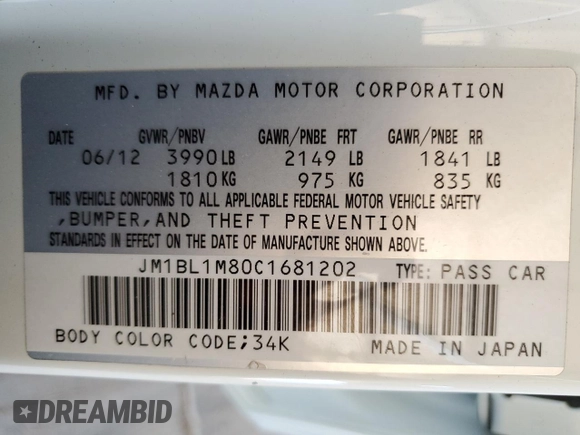 MFD. BY MAZDA MOTOR CORPORATION
DATE GVWR/PNBV GAWR/PNBE FRT GAWR/PNBE RR
06/12 3990 LB 2149 LB 1841 LB
1810 KG 975 KG 835 KG
THIS VEHICLE CONFORMS TO ALL APPLICABLE FEDERAL MOTOR VEHICLE SAFETY
,BUMPER,AND THEFT PREVENTION
STANDARDS IN EFFECT ON THE DATE OF MANUFACTURE SHOWN ABOVE.
JM1BL1M80C1681202 TYPE: PASS CAR
BODY COLOR CODE;34K MADE IN JAPAN
DREAMBID